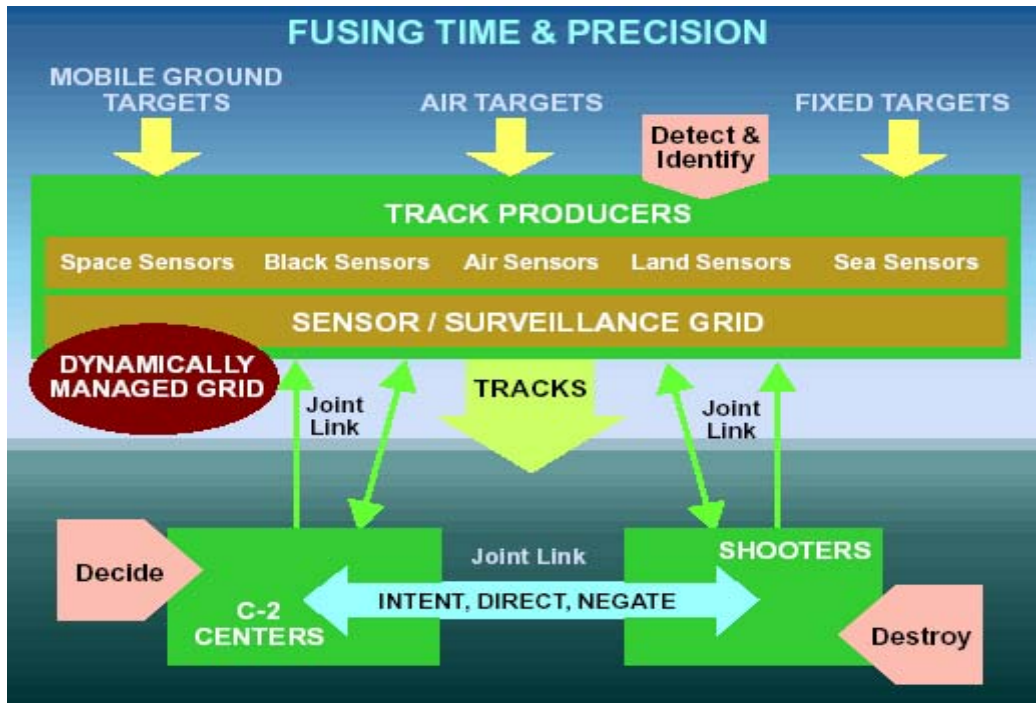 FUSING TIME & PRECISION
MOBILE GROUND
TARGETS
AIR TARGETS
FIXED TARGETS
Detect &
Identify
TRACK PRODUCERS
Space Sensors
Black Sensors
Air Sensors
Land Sensors
Sea Sensors
SENSOR / SURVEILLANCE GRID
DYNAMICALLY
MANAGED GRID
Joint
Link
TRACKS
Joint
Link
Decide
C-2
CENTERS
Joint Link
INTENT, DIRECT, NEGATE
SHOOTERS
Destroy